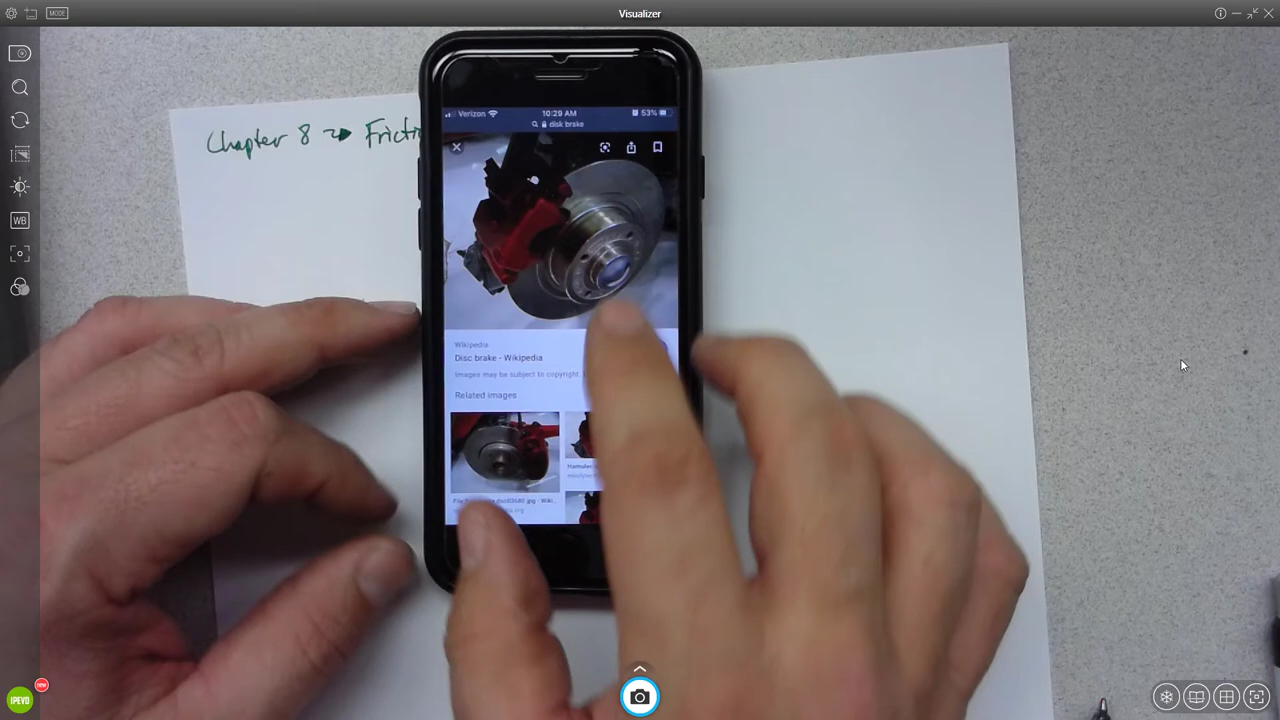 MODE
Visualizer
Chapter 8
Verizon 10:29 AM 53%
disk brake
Wikipedia
Disc brake - Wikipedia
Images may be subject to copyright.
Related images
IPEVO
new